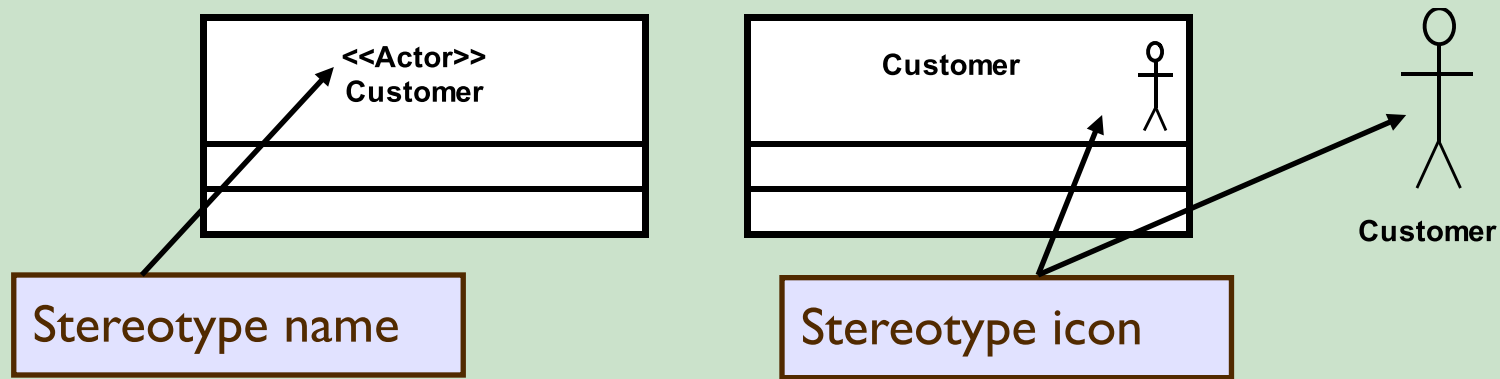 <<Actor>>
Customer
Customer
Customer
Stereotype name
Stereotype icon